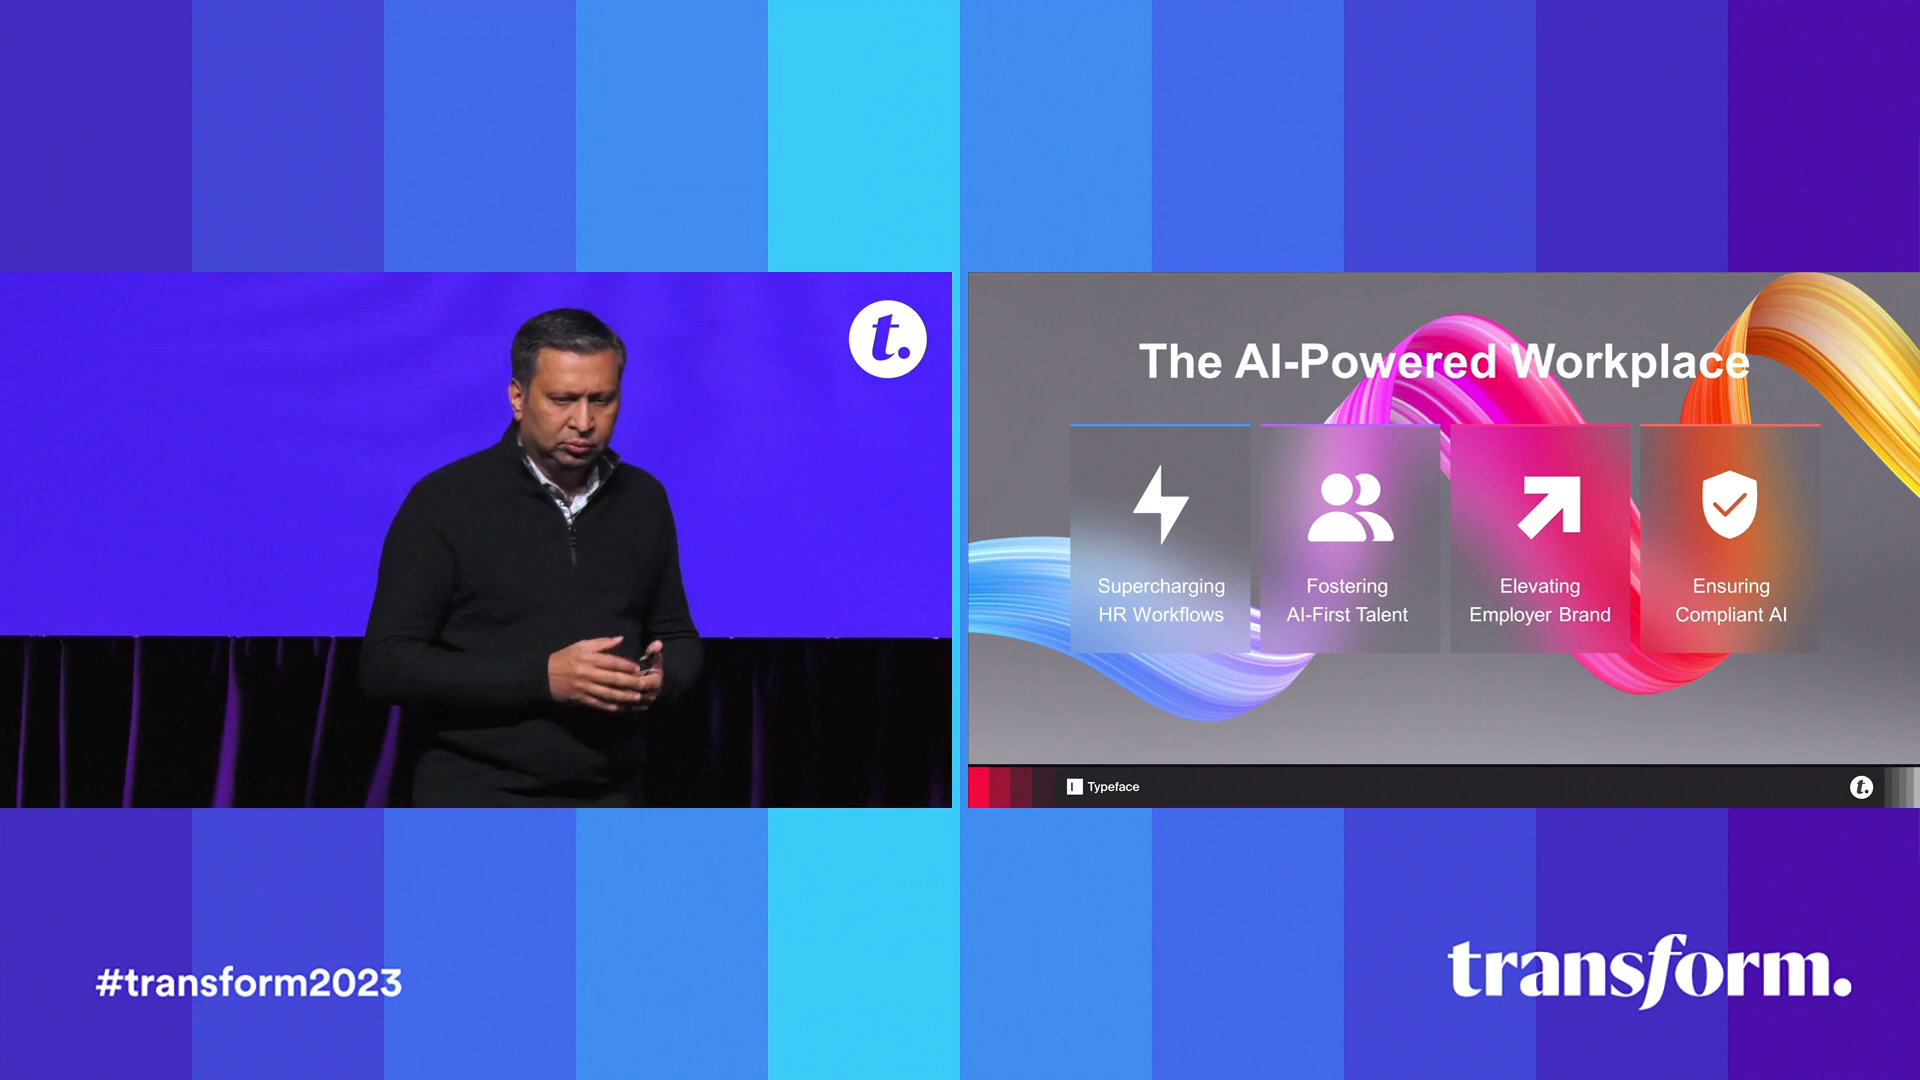 t.
The AI-Powered Workplace
Supercharging
HR Workflows
Fostering
AI-First Talent
Elevating
Employer Brand
Ensuring
Compliant AI
Typeface
t.
#transform2023
transform.